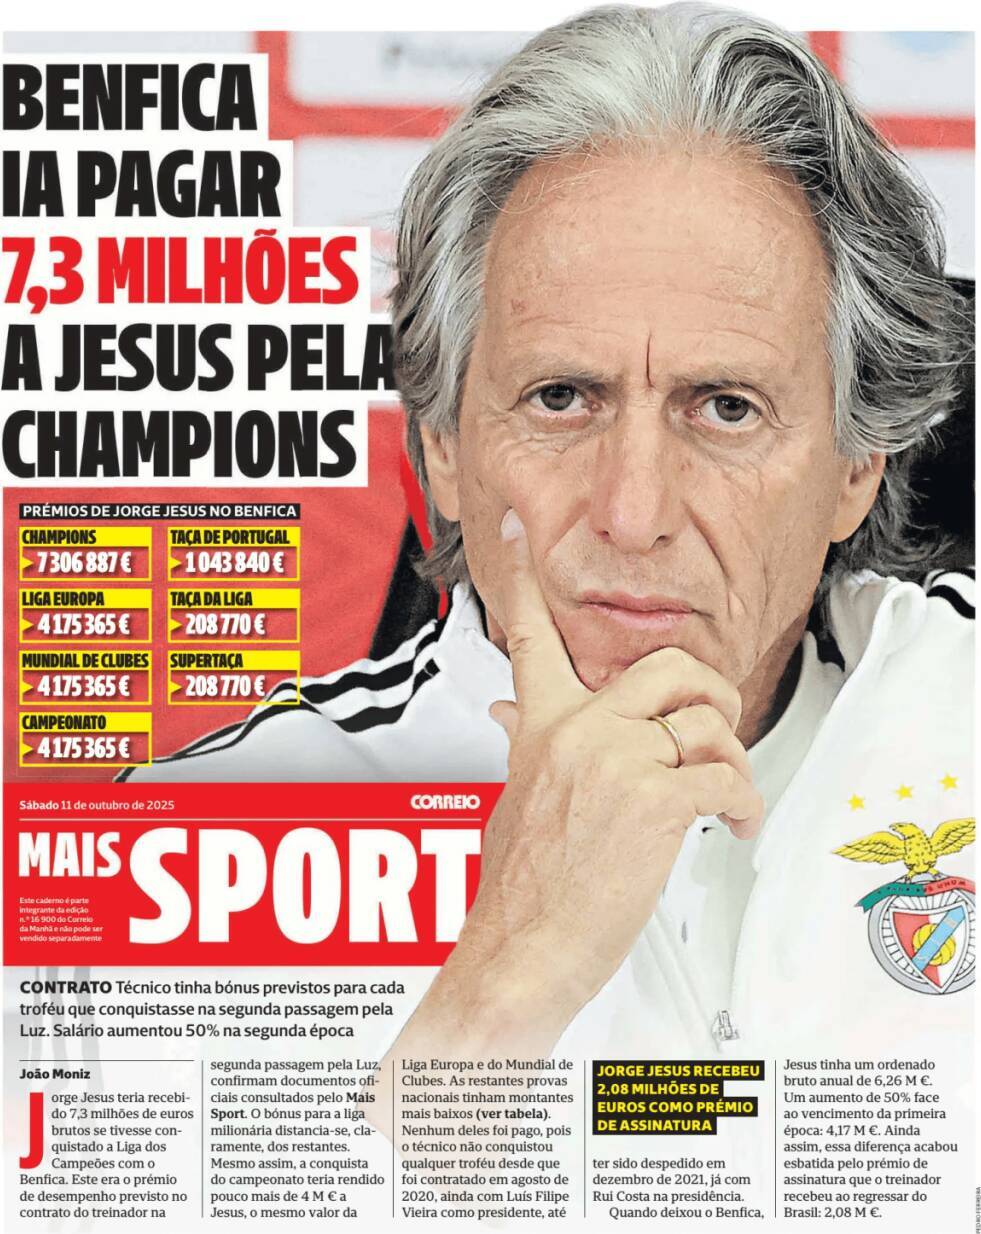 BENFICA
IA PAGAR
7,3 MILHÕES
A JESUS PELA
CHAMPIONS
PRÉMIOS DE JORGE JESUS NO BENFICA
CHAMPIONS
7 306 887 €
LIGA EUROPA
4 175 365 €
MUNDIAL DE CLUBES
4 175 365 €
CAMPEONATO
4 175 365 €
TAÇA DE PORTUGAL
1 043 840 €
TAÇA DA LIGA
208 770 €
SUPERTAÇA
208 770 €
Sábado 11 de outubro de 2025
CORREIO
MAIS SPORT
Este caderno é parte
integrante da edição
n.º 16 900 do Correio
da Manhã e não pode ser
vendido separadamente
CONTRATO Técnico tinha bónus previstos para cada
troféu que conquistasse na segunda passagem pela
Luz. Salário aumentou 50% na segunda época
João Moniz
Jorge Jesus teria recebi-
do 7,3 milhões de euros
brutos se tivesse con-
quistado a Liga dos
Campeões com o
Benfica. Este era o prémio
de desempenho previsto no
contrato do treinador na
segunda passagem pela Luz,
confirmam documentos ofi-
ciais consultados pelo Mais
Sport. O bónus para a liga
milionária distancia-se, cla-
ramente, dos restantes.
Mesmo assim, a conquista
do campeonato teria rendido
pouco mais de 4 M € a
Jesus, o mesmo valor da
Liga Europa e do Mundial de
Clubes. As restantes provas
nacionais tinham montantes
mais baixos (ver tabela).
Nenhum deles foi pago, pois
o técnico não conquistou
qualquer troféu desde que
foi contratado em agosto de
2020, ainda com Luís Filipe
Vieira como presidente, até
JORGE JESUS RECEBEU
2,08 MILHÕES DE
EUROS COMO PRÉMIO
DE ASSINATURA
ter sido despedido em
dezembro de 2021, já com
Rui Costa na presidência.
Quando deixou o Benfica,
Jesus tinha um ordenado
bruto anual de 6,26 M €.
Um aumento de 50% face
ao vencimento da primeira
época: 4,17 M €. Ainda
assim, essa diferença acabou
esbatida pelo prémio de
assinatura que o treinador
recebeu ao regressar do
Brasil: 2,08 M €.
PEDRO FERREIRA